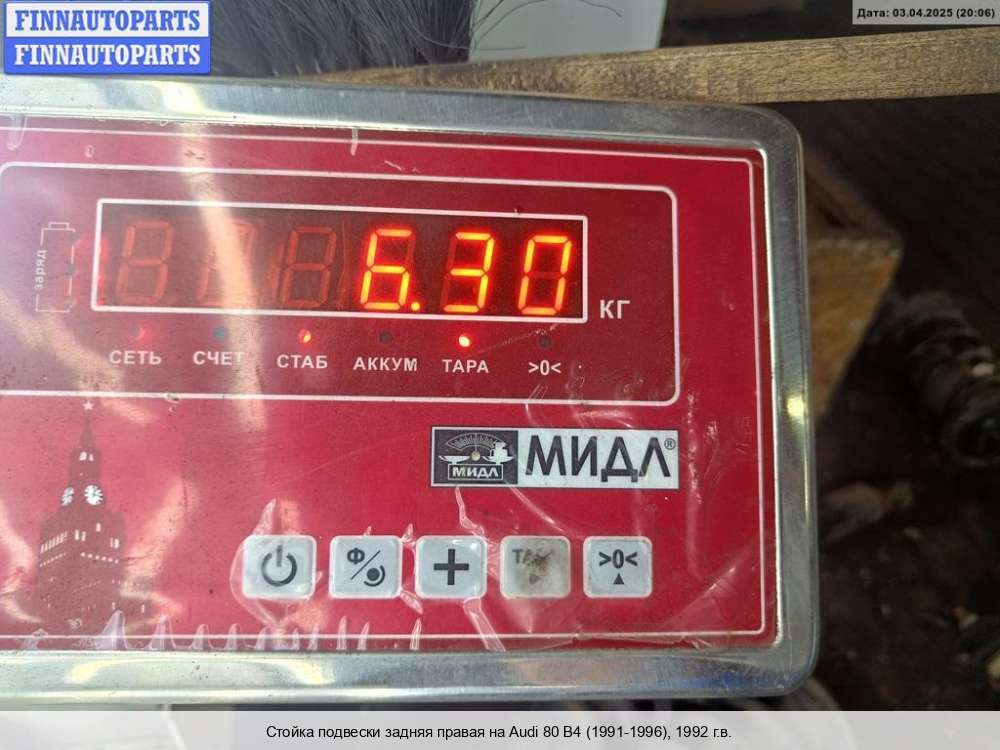 FINNAUTOPARTS
FINNAUTOPARTS
Дата: 03.04.2025 (20:06)
заряд
6.30
КГ
СЕТЬ СЧЕТ СТАБ АККУМ ТАРА >0<
МИДЛ МИДЛ®
Ф ТАРА >0<
Стойка подвески задняя правая на Audi 80 B4 (1991-1996), 1992 г.в.